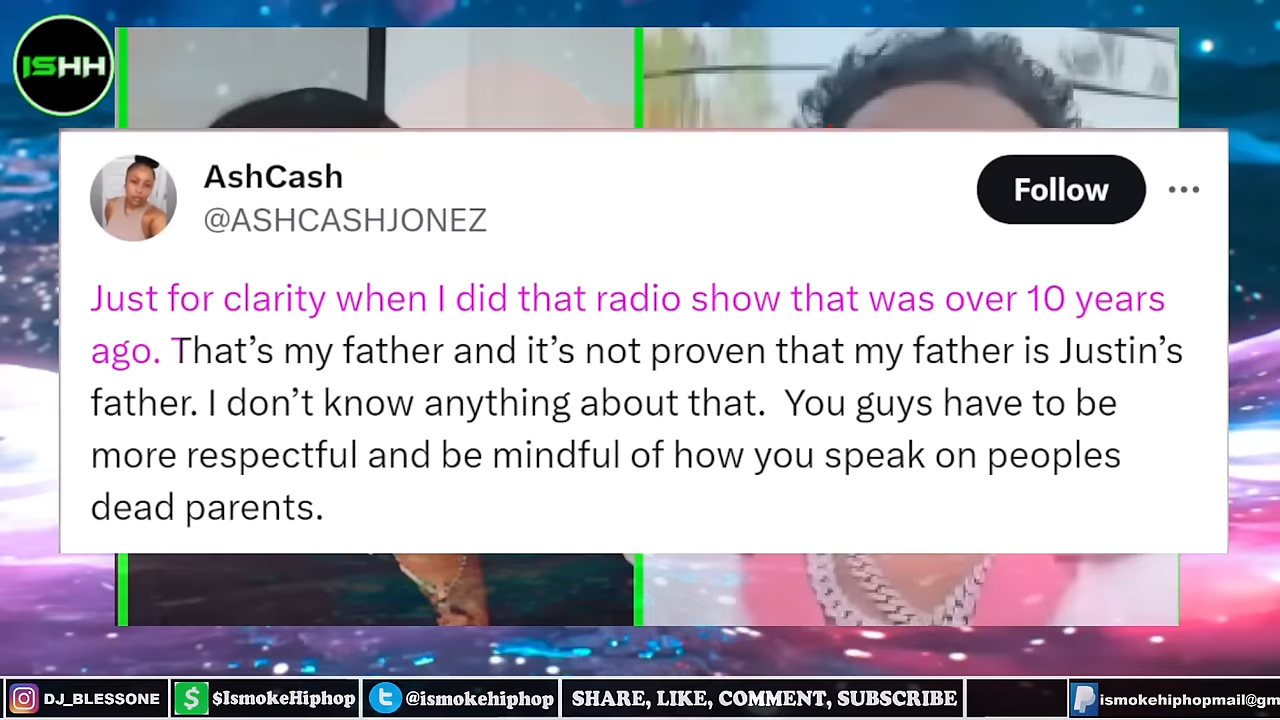 ISHH
AshCash
@ASHCASHJONEZ
Follow
Just for clarity when I did that radio show that was over 10 years
ago. That’s my father and it’s not proven that my father is Justin’s
father. I don’t know anything about that.  You guys have to be
more respectful and be mindful of how you speak on peoples
dead parents.
DJ_BLESSONE
$IsmokeHiphop
@ismokehiphop
SHARE, LIKE, COMMENT, SUBSCRIBE
ismokehiphopmail@gm